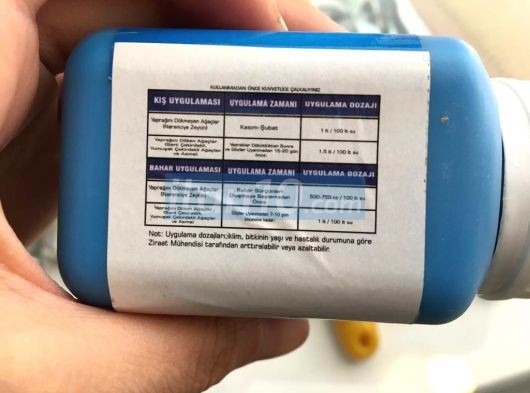 KULLANMADAN ÖNCE KUVVETLİCE ÇALKALAYINIZ
KIŞ UYGULAMASI UYGULAMA ZAMANI UYGULAMA DOZAJI
Yaprağını Dökmeyen Ağaçlar
(Narenciye Zeytin) Kasım-Şubat 1 lt / 100 lt su
Yaprağını Döken Ağaçlar
(Sert Çekirdekli,
Yumuşak Çekirdekli Ağaçlar
ve Asma) Yapraklar Döküldükten Sonra
ve Gözler Uyanmadan 15-20 gün
önce 1,5 lt / 100 lt su
BAHAR UYGULAMASI UYGULAMA ZAMANI UYGULAMA DOZAJI
Yaprağını Dökmeyen Ağaçlar
(Narenciye Zeytin) Bahar Sürgünleri
Oluşmaya Başlamadan
Önce 500-750 cc / 100 lt su
Yaprağını Döken Ağaçlar
(Sert Çekirdekli,
Yumuşak Çekirdekli Ağaçlar
ve Asma) Gözler Uyanmadan 7-10 gün
1 lt / 100 lt su
Not: Uygulama dozajları;iklim, bitkinin yaşı ve hastalık durumuna göre
Ziraat Mühendisi tarafından arttıralabilir veya azaltabilir.